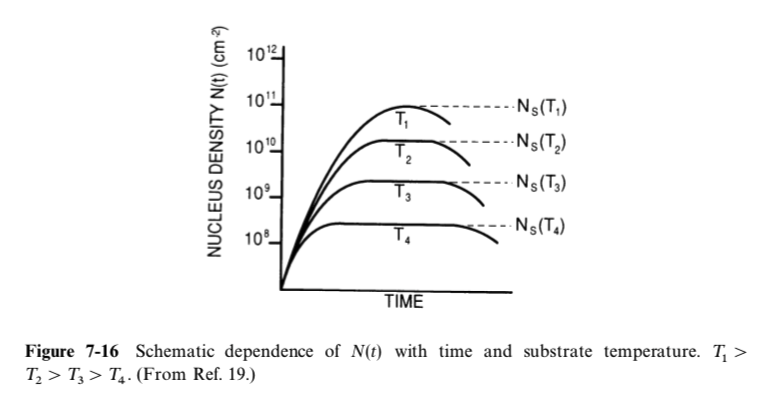 NUCLEUS DENSITY N(t) (cm⁻²)
10¹²
10¹¹
10¹⁰
10⁹
10⁸
T₁
T₂
T₃
T₄
Nₛ(T₁)
Nₛ(T₂)
Nₛ(T₃)
Nₛ(T₄)
TIME
Figure 7-16 Schematic dependence of N(t) with time and substrate temperature. T₁ >
T₂ > T₃ > T₄. (From Ref. 19.)